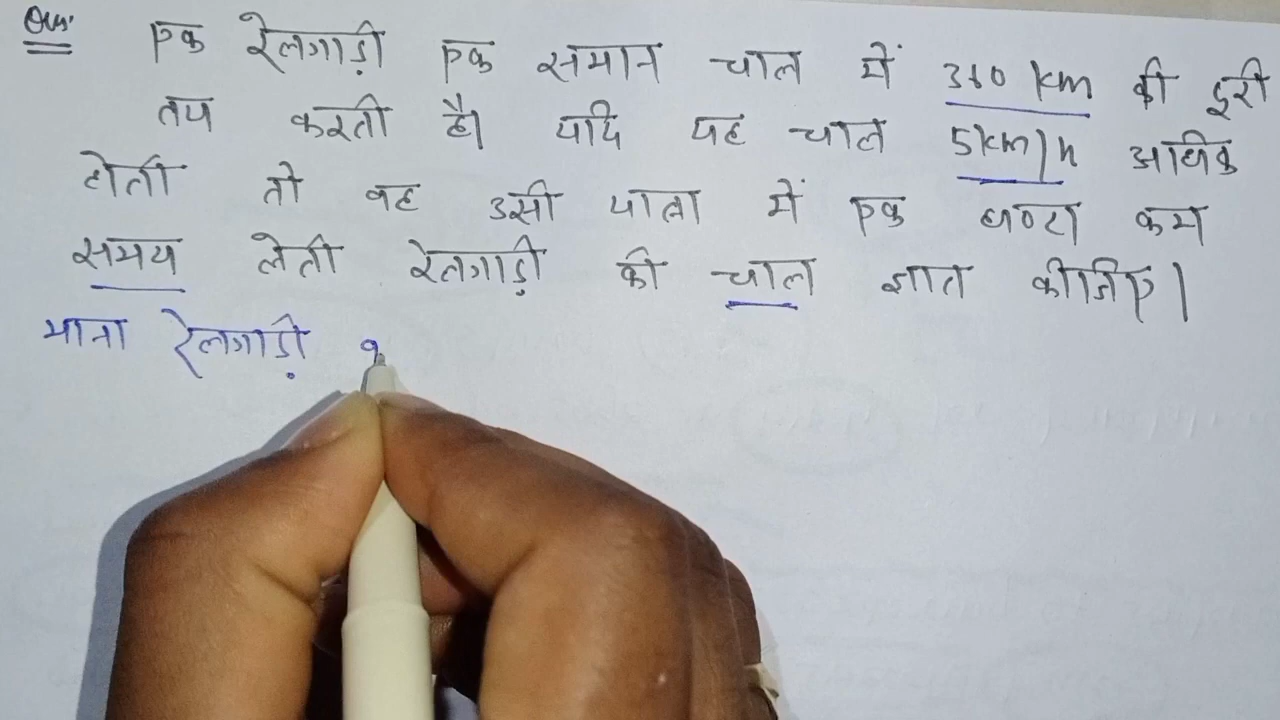 Ques.
एक रेलगाड़ी एक समान चाल में 360 km की दूरी
तय करती है। यदि यह चाल 5km/h अधिक
होती तो वह उसी यात्रा में एक घण्टा कम
समय लेती रेलगाड़ी की चाल ज्ञात कीजिए।
माना रेलगाड़ी